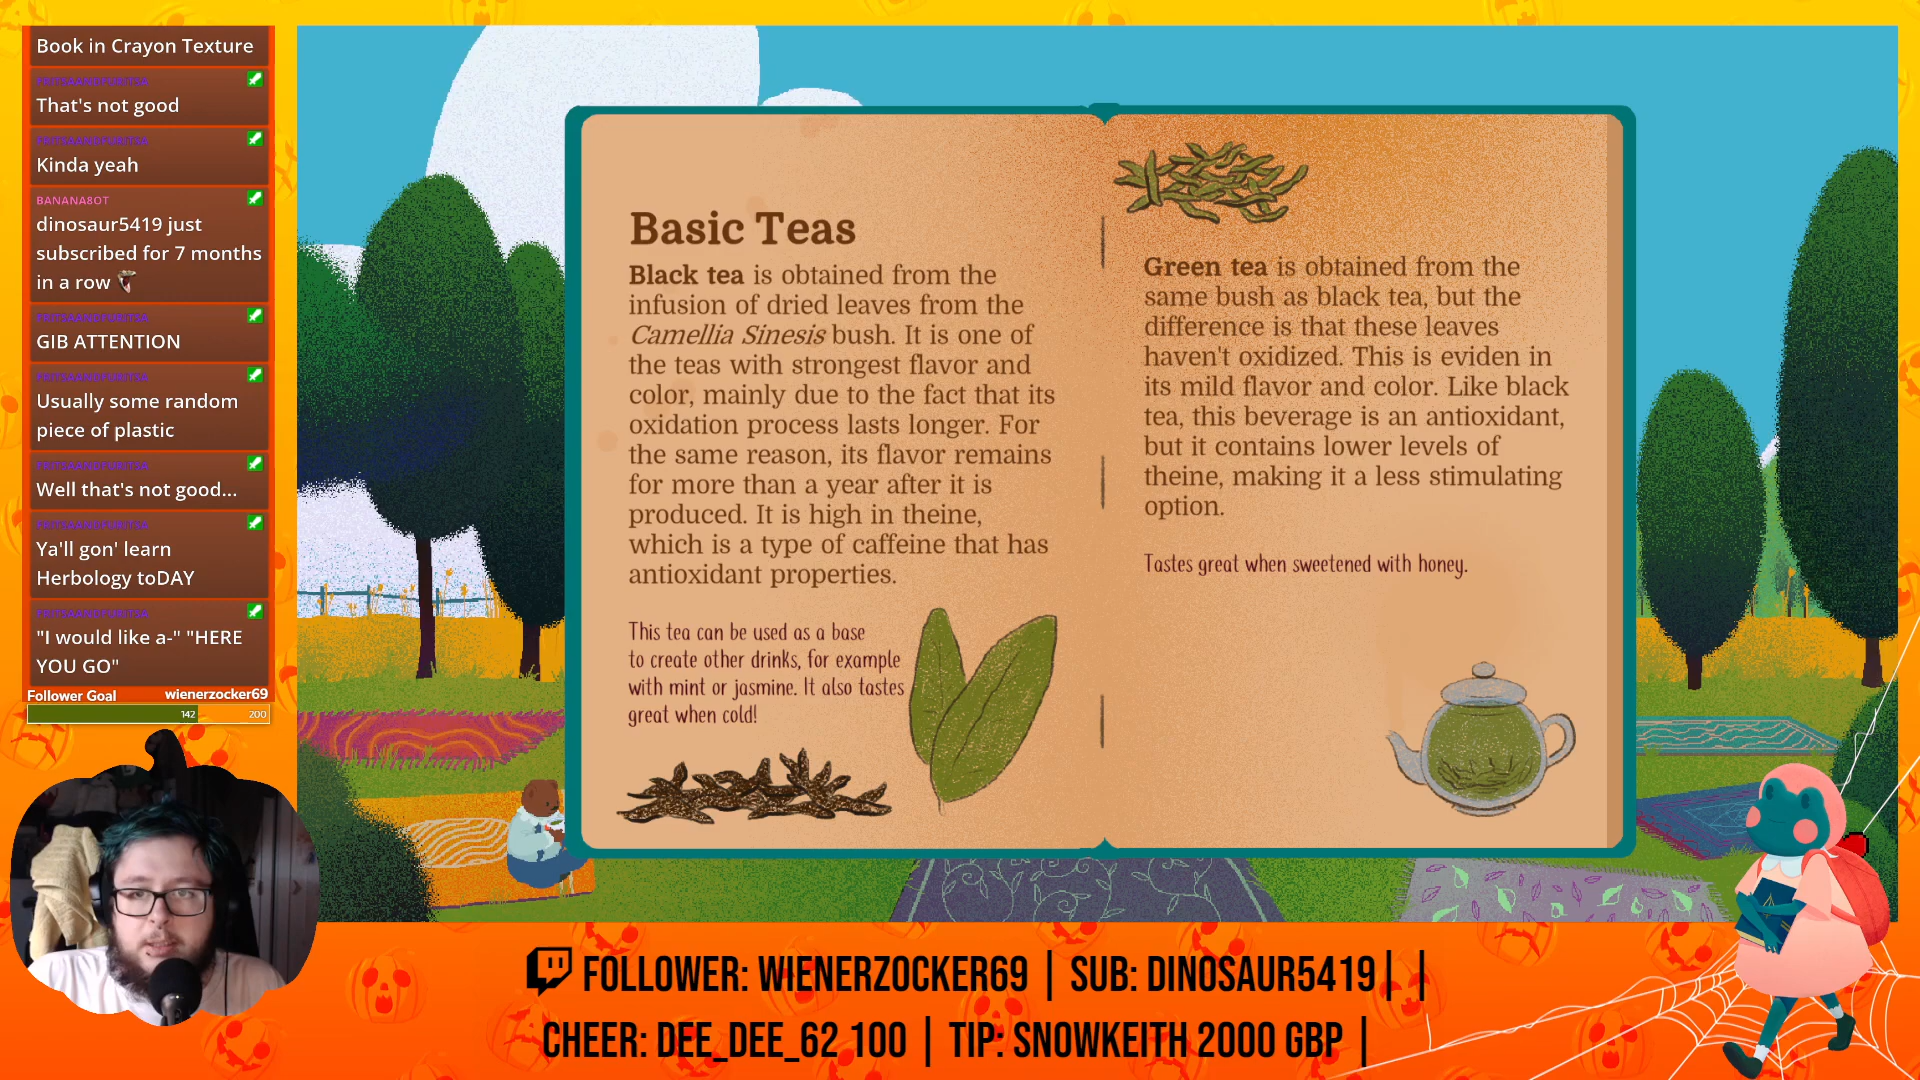 Book in Crayon Texture
That's not good
Kinda yeah
BANANA8OT
dinosaur5419 just
subscribed for 7 months
in a row
GIB ATTENTION
Usually some random
piece of plastic
Well that's not good...
Ya'll gon' learn
Herbology toDAY
"I would like a-" "HERE
YOU GO"
Follower Goal wienerzocker69
142 200
Basic Teas
Black tea is obtained from the
infusion of dried leaves from the
Camellia Sinesis bush. It is one of
the teas with strongest flavor and
color, mainly due to the fact that its
oxidation process lasts longer. For
the same reason, its flavor remains
for more than a year after it is
produced. It is high in theine,
which is a type of caffeine that has
antioxidant properties.
This tea can be used as a base
to create other drinks, for example
with mint or jasmine. It also tastes
great when cold!
Green tea is obtained from the
same bush as black tea, but the
difference is that these leaves
haven't oxidized. This is eviden in
its mild flavor and color. Like black
tea, this beverage is an antioxidant,
but it contains lower levels of
theine, making it a less stimulating
option.
Tastes great when sweetened with honey.
FOLLOWER: WIENERZOCKER69 | SUB: DINOSAUR5419 | |
CHEER: DEE_DEE_62 100 | TIP: SNOWKEITH 2000 GBP |